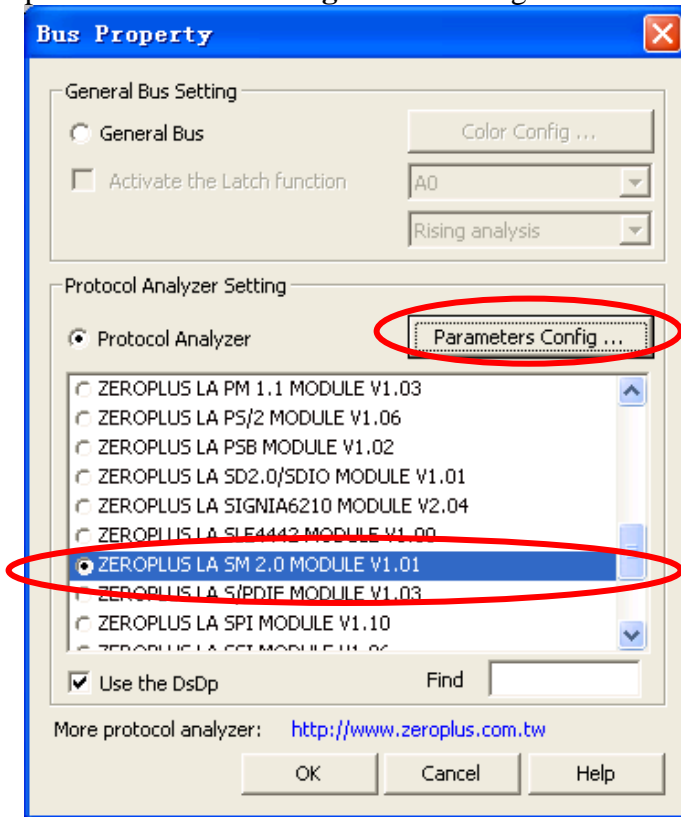 Bus Property
General Bus Setting
General Bus
Color Config ...
Activate the Latch function
A0
Rising analysis
Protocol Analyzer Setting
Protocol Analyzer
Parameters Config ...
ZEROPLUS LA PM 1.1 MODULE V1.03
ZEROPLUS LA PS/2 MODULE V1.06
ZEROPLUS LA PSB MODULE V1.02
ZEROPLUS LA SD2.0/SDIO MODULE V1.01
ZEROPLUS LA SIGNIA6210 MODULE V2.04
ZEROPLUS LA SLE4442 MODULE V1.00
ZEROPLUS LA SM 2.0 MODULE V1.01
ZEROPLUS LA S/PDIF MODULE V1.03
ZEROPLUS LA SPI MODULE V1.10
Use the DsDp
Find
More protocol analyzer: http://www.zeroplus.com.tw
OK
Cancel
Help